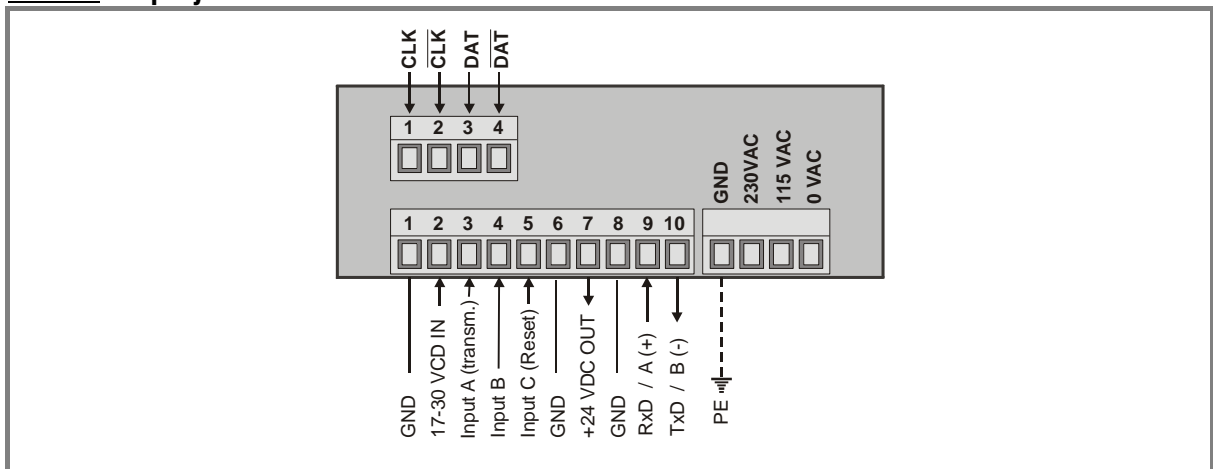 CLK
C̅L̅K̅
DAT
D̅A̅T̅
1 2 3 4
GND
230VAC
115 VAC
0 VAC
1 2 3 4 5 6 7 8 9 10
GND
17-30 VCD IN
Input A (transm.)
Input B
Input C (Reset)
GND
+24 VDC OUT
GND
RxD / A (+)
TxD / B (-)
PE